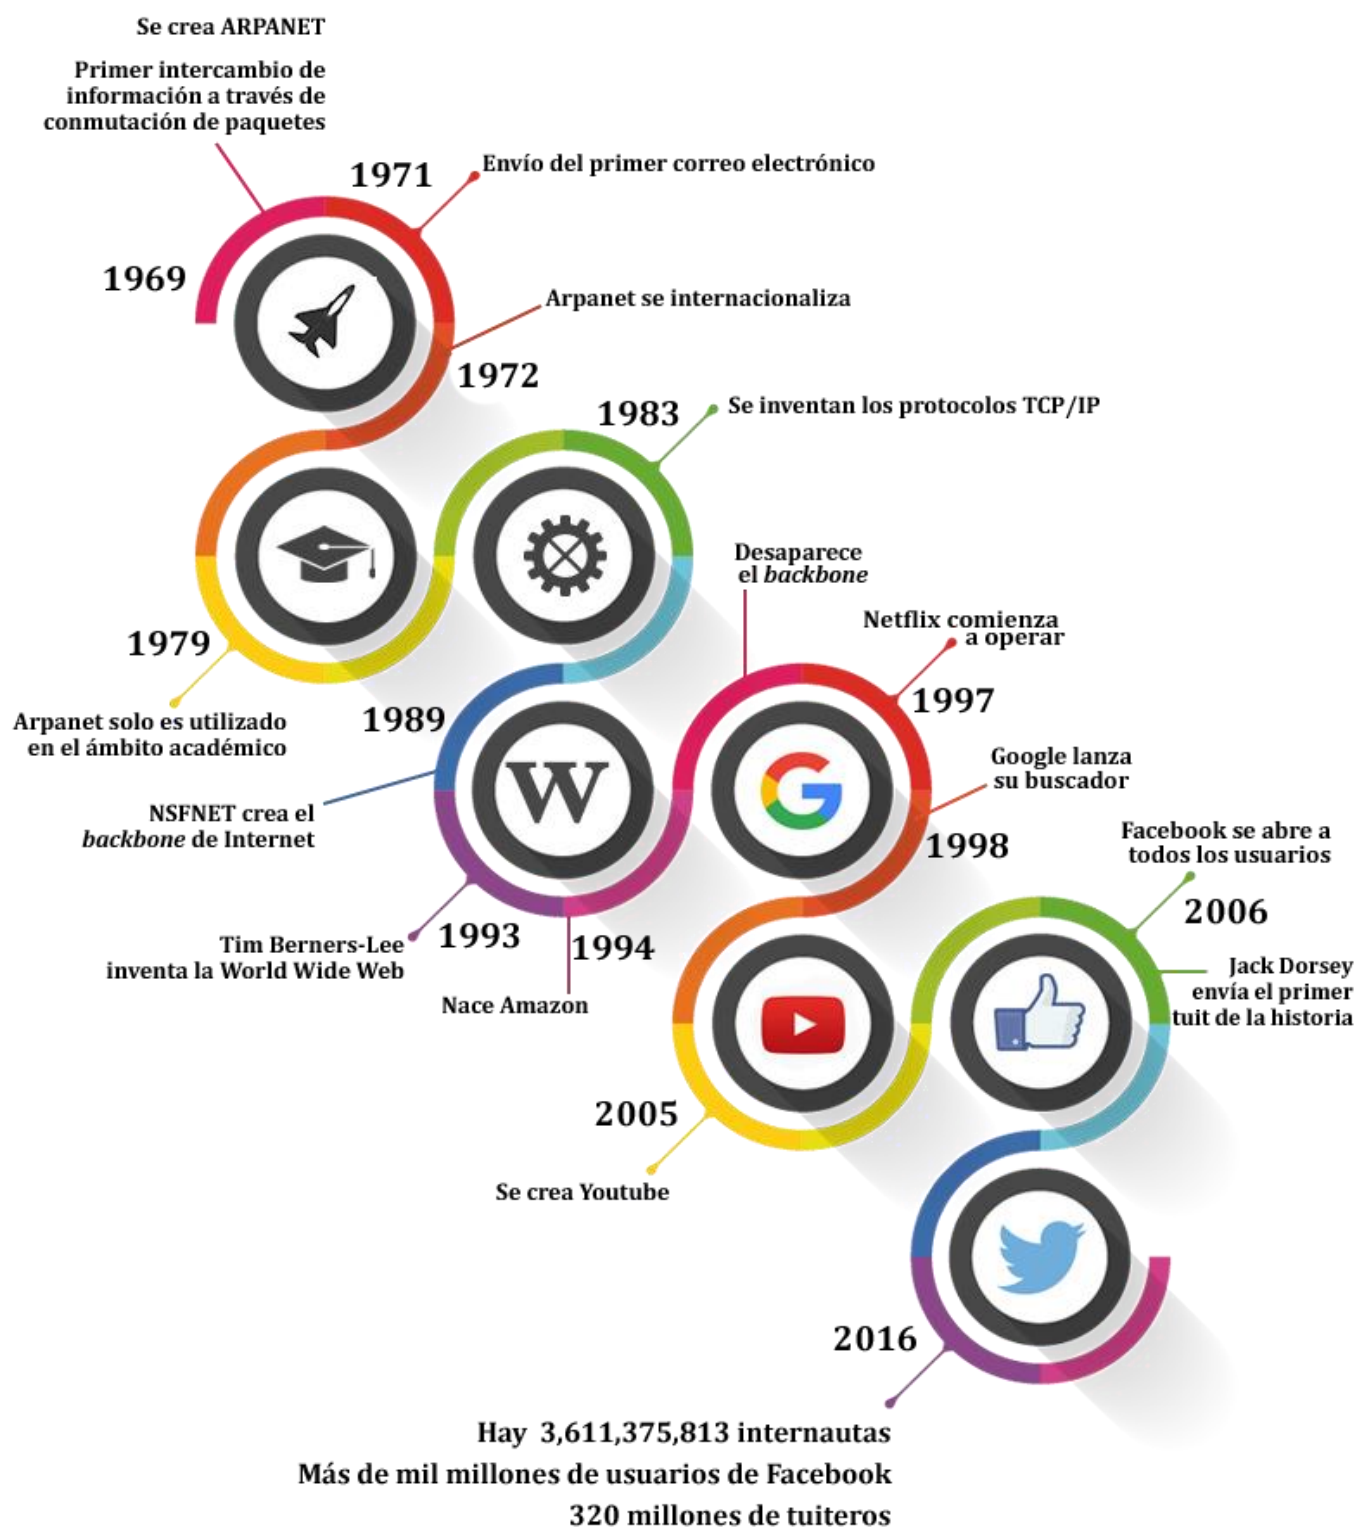 Se crea ARPANET
Primer intercambio de
información a través de
conmutación de paquetes
1969
1971
Envío del primer correo electrónico
Arpanet se internacionaliza
1972
1979
Arpanet solo es utilizado
en el ámbito académico
1983
Se inventan los protocolos TCP/IP
1989
NSFNET crea el
backbone de Internet
W
1993
Tim Berners-Lee
inventa la World Wide Web
1994
Nace Amazon
Desaparece
el backbone
Netflix comienza
a operar
1997
G
Google lanza
su buscador
1998
2005
Se crea Youtube
Facebook se abre a
todos los usuarios
2006
Jack Dorsey
envía el primer
tuit de la historia
2016
Hay 3,611,375,813 internautas
Más de mil millones de usuarios de Facebook
320 millones de tuiteros